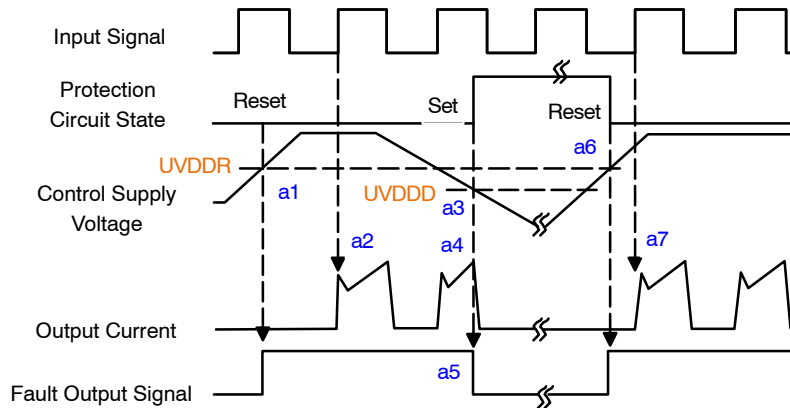 Input Signal
Protection
Circuit State
Reset
Set
Reset
UVDDR
a6
Control Supply
Voltage
a1
UVDDD
a3
a2
a4
a7
Output Current
a5
Fault Output Signal